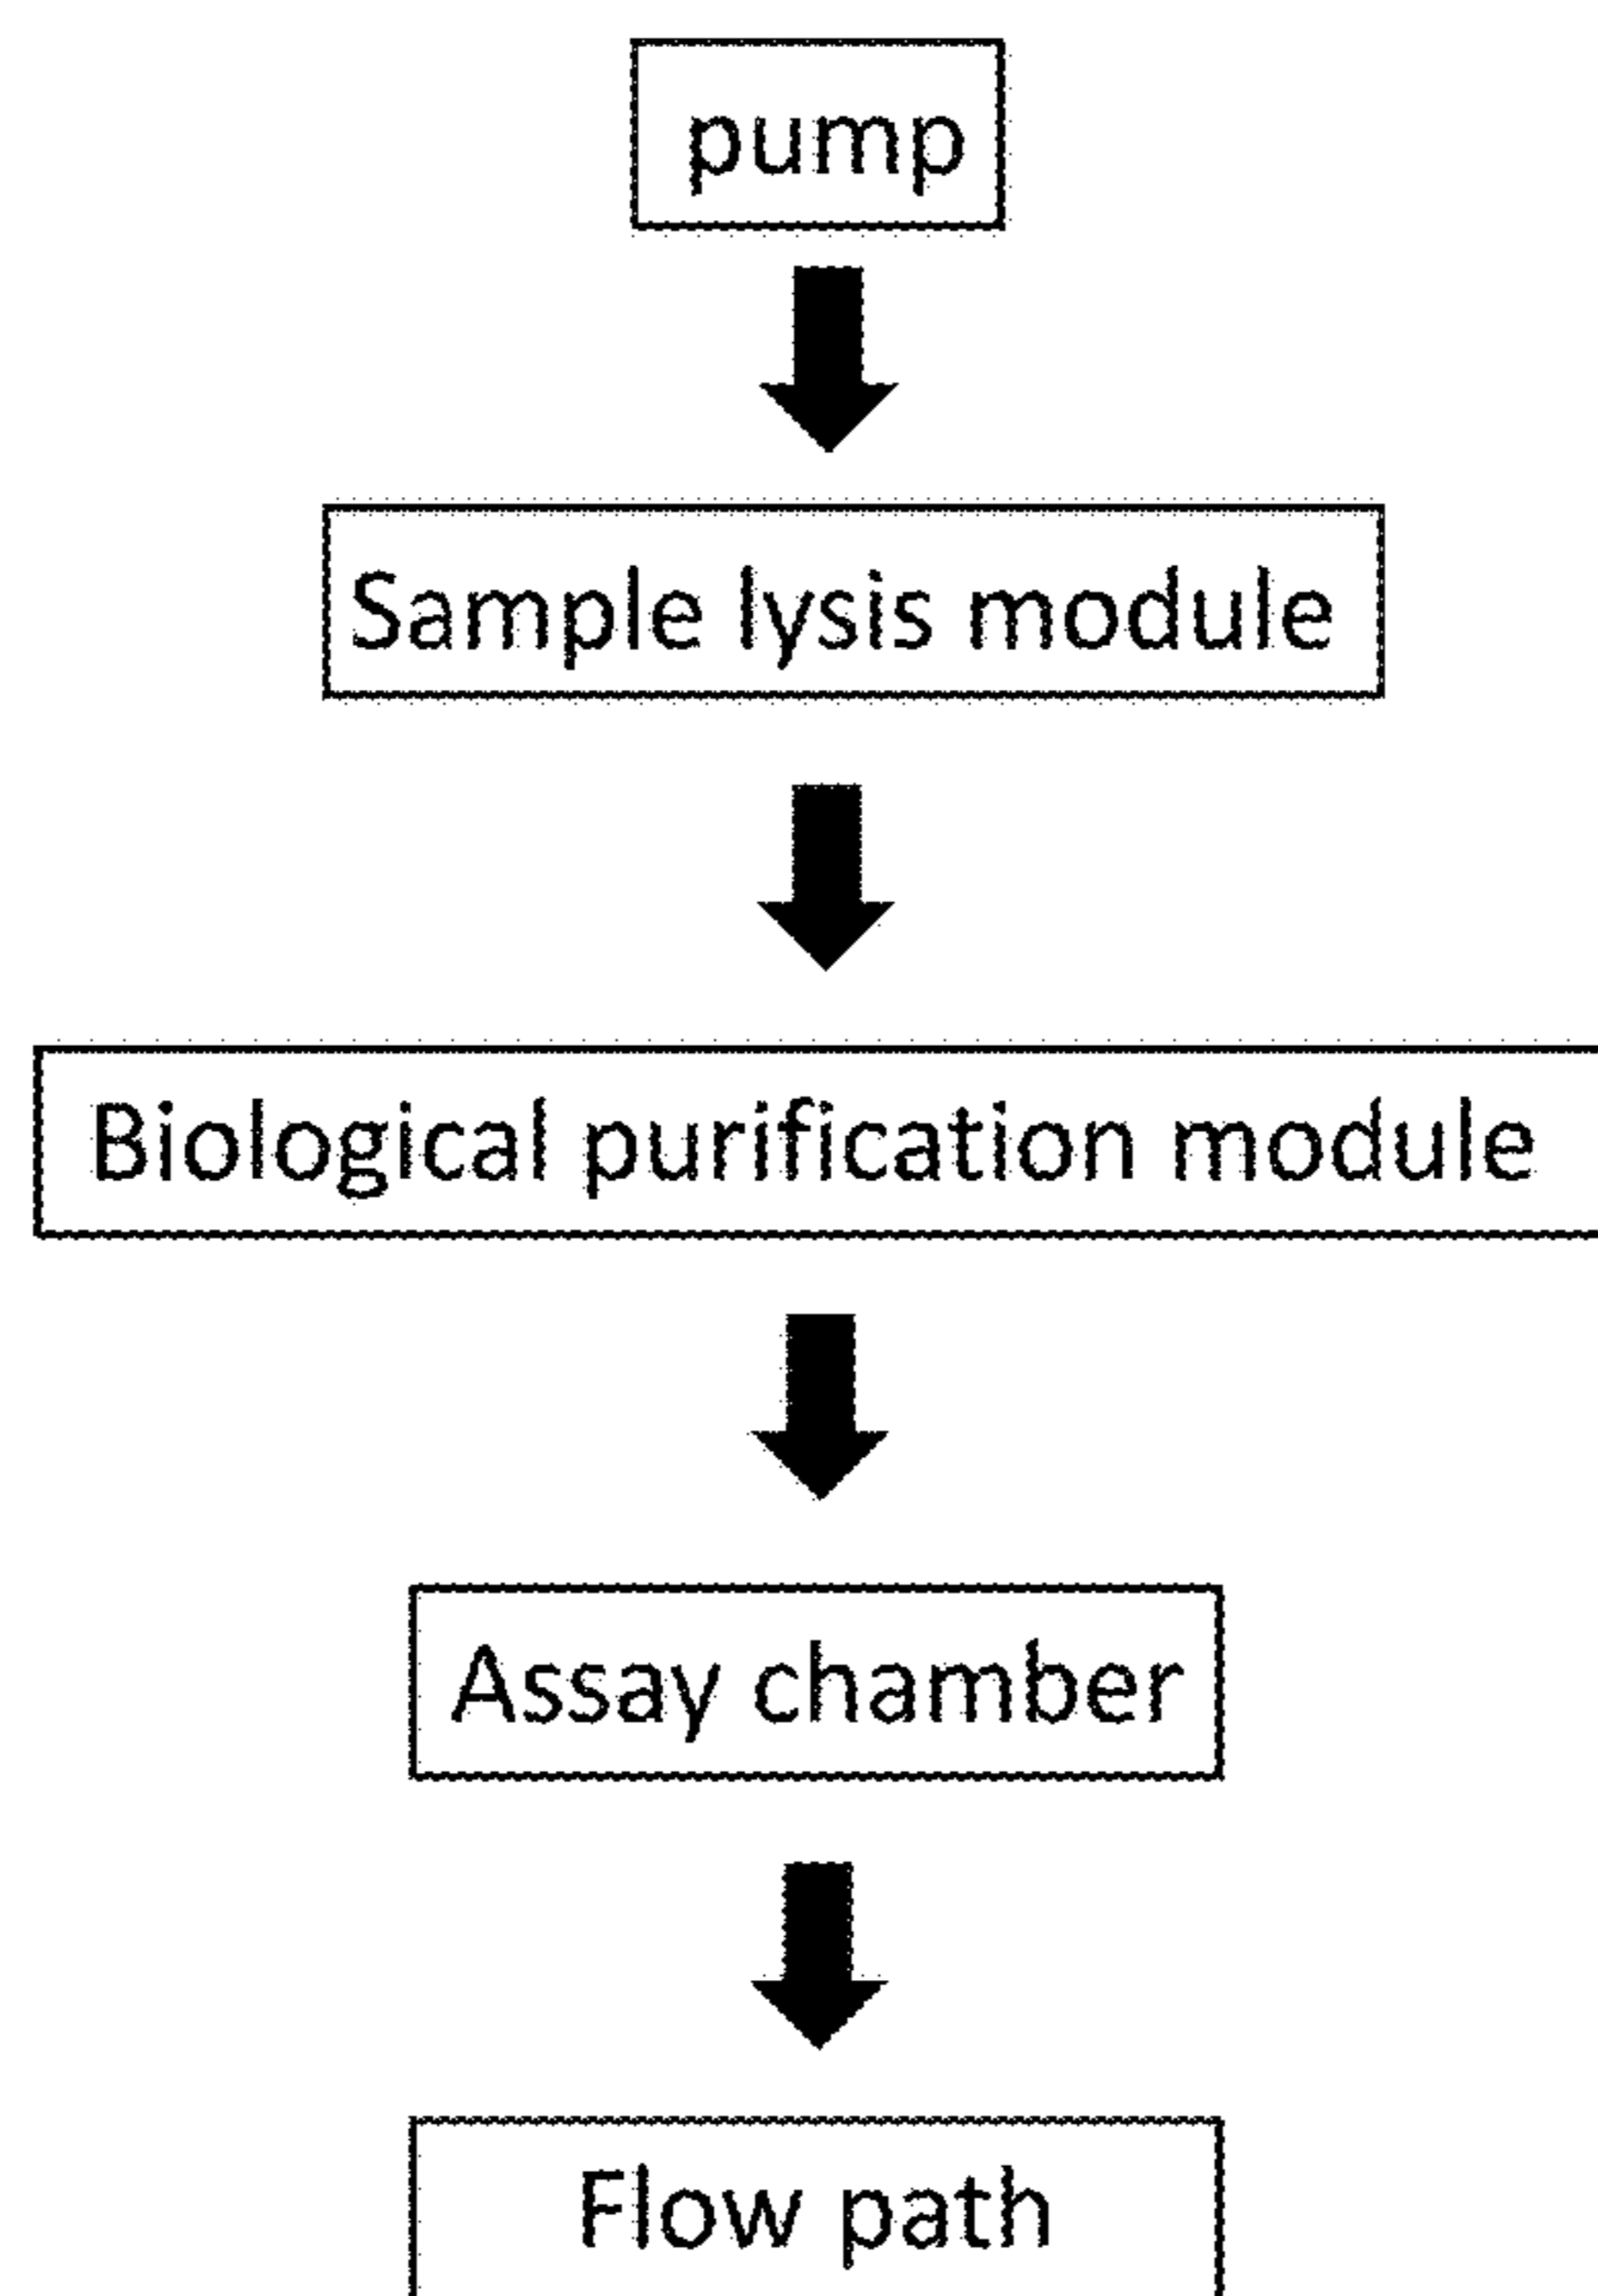 pump
Sample lysis module
Biological purification module
Assay chamber
Flow path